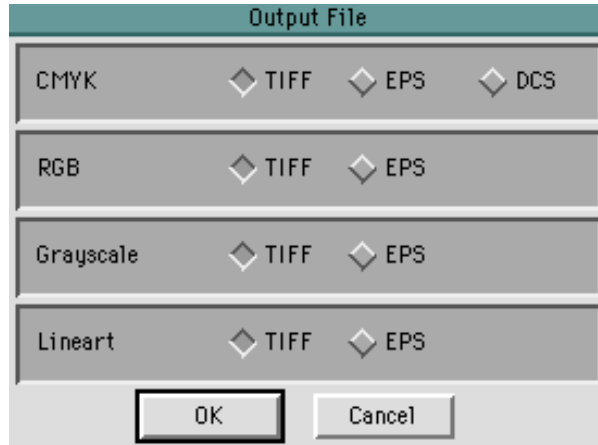 Output File
CMYK TIFF EPS DCS
RGB TIFF EPS
Grayscale TIFF EPS
Lineart TIFF EPS
OK Cancel